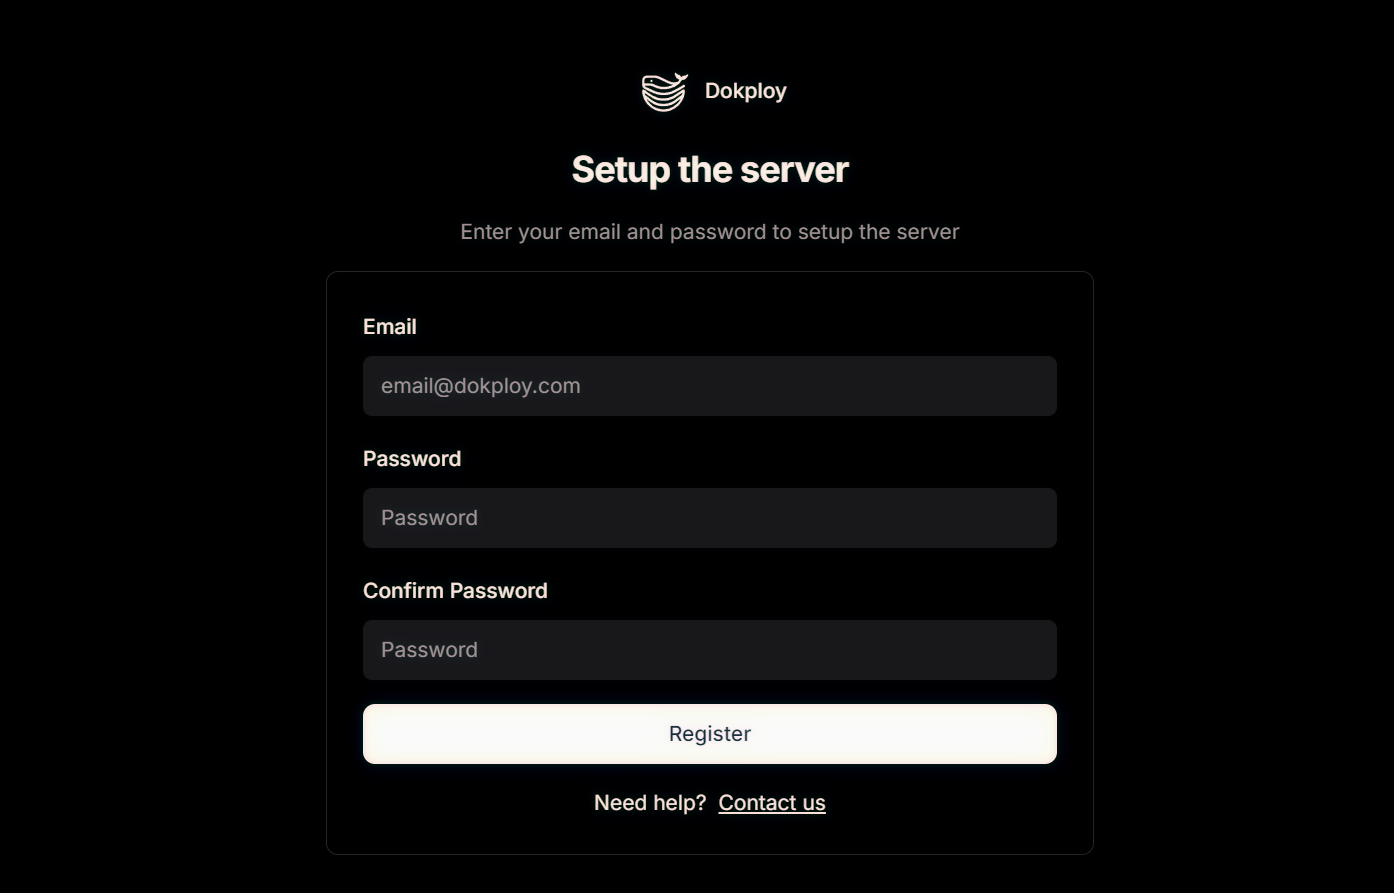 Dokploy
Setup the server
Enter your email and password to setup the server
Email
email@dokploy.com
Password
Password
Confirm Password
Password
Register
Need help? Contact us